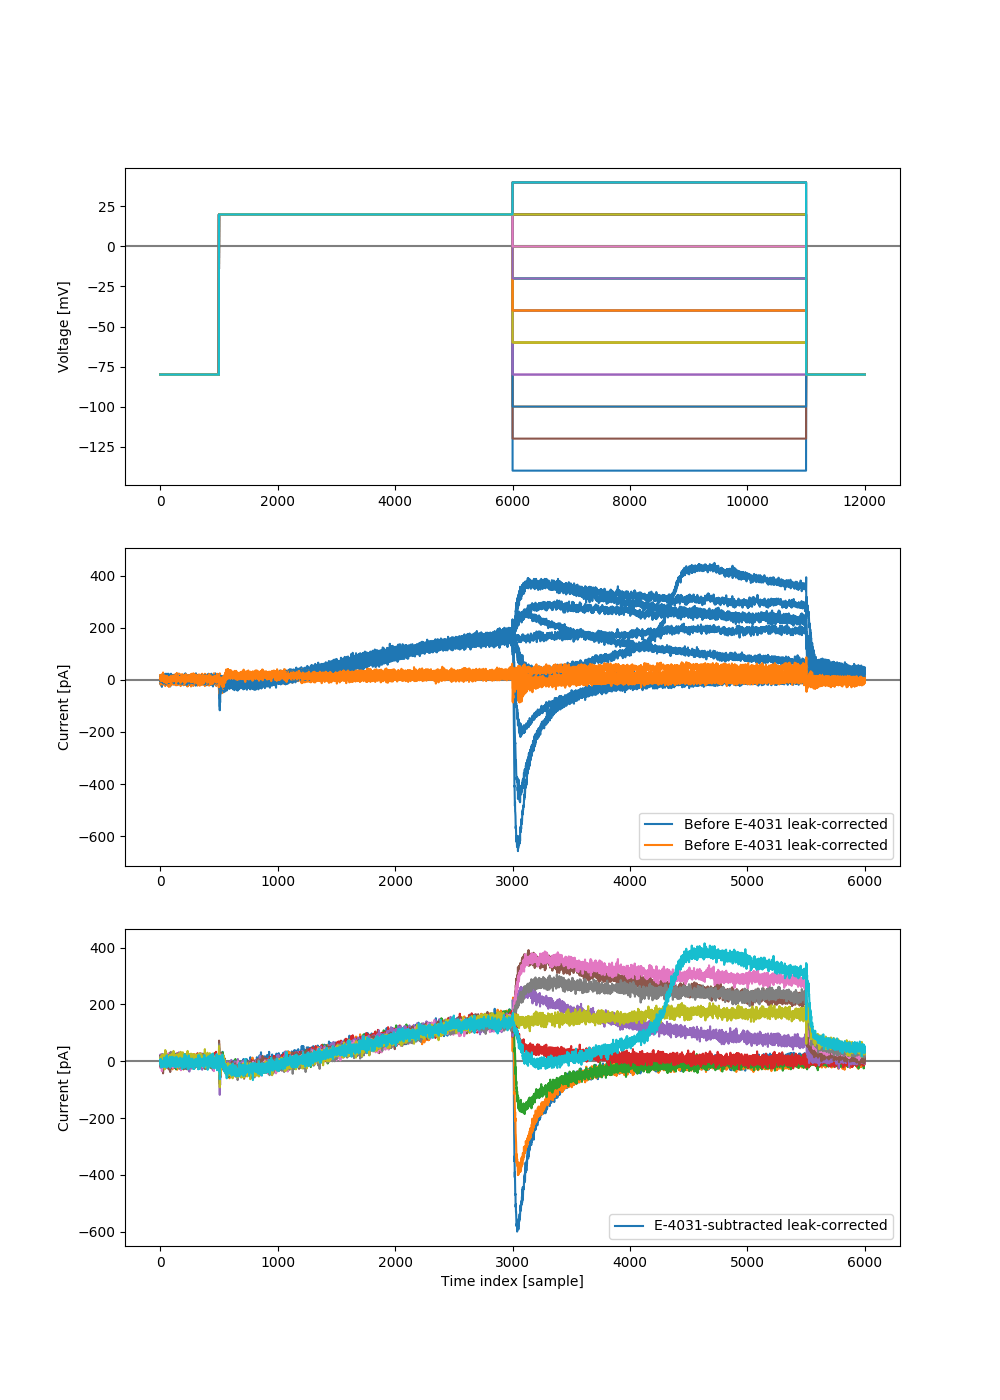 25
0
−25
−50
−75
−100
−125
Voltage [mV]
0 2000 4000 6000 8000 10000 12000
400
200
0
−200
−400
−600
Current [pA]
Before E-4031 leak-corrected
Before E-4031 leak-corrected
0 1000 2000 3000 4000 5000 6000
400
200
0
−200
−400
−600
Current [pA]
E-4031-subtracted leak-corrected
0 1000 2000 3000 4000 5000 6000
Time index [sample]